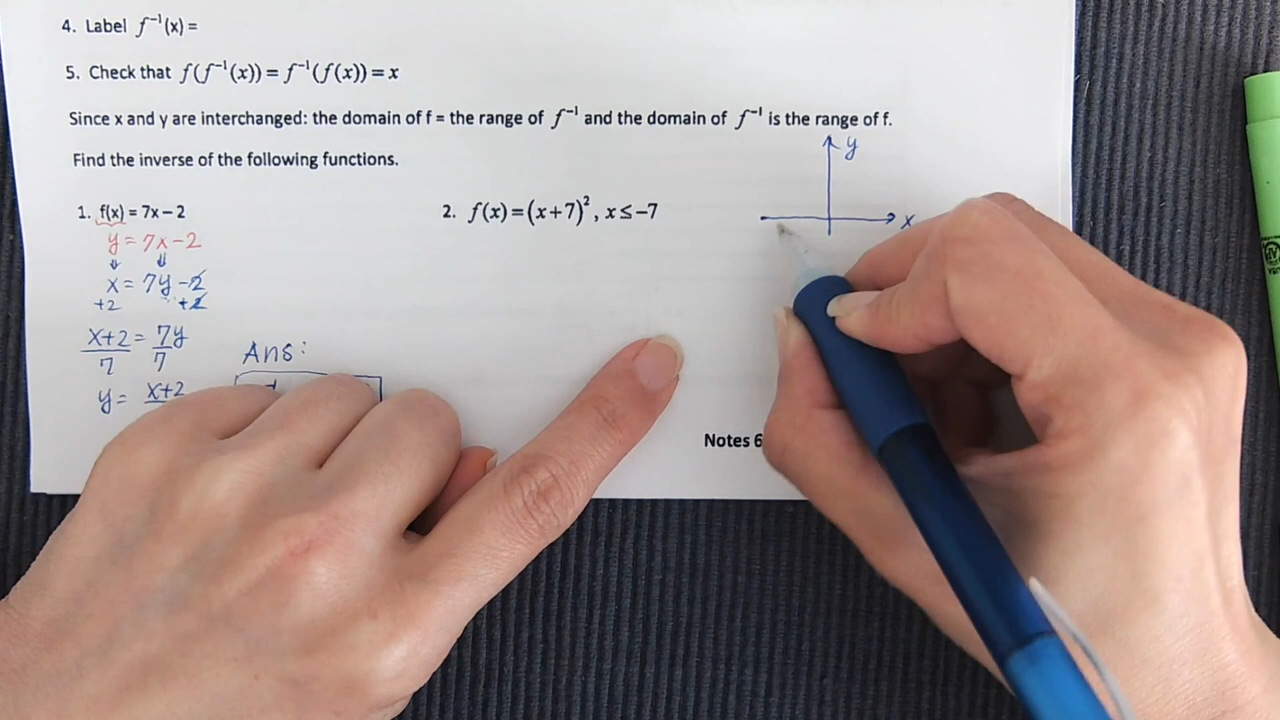 4. Label f⁻¹(x) =
5. Check that f(f⁻¹(x)) = f⁻¹(f(x)) = x
Since x and y are interchanged: the domain of f = the range of f⁻¹ and the domain of f⁻¹ is the range of f.
Find the inverse of the following functions.
1. f(x) = 7x – 2
y = 7x – 2
x = 7y – 2
+2 +2
x+2 = 7y
7 7
y = x+2
Ans:
2. f(x) = (x+7)², x ≤ –7
y
x
Notes 6